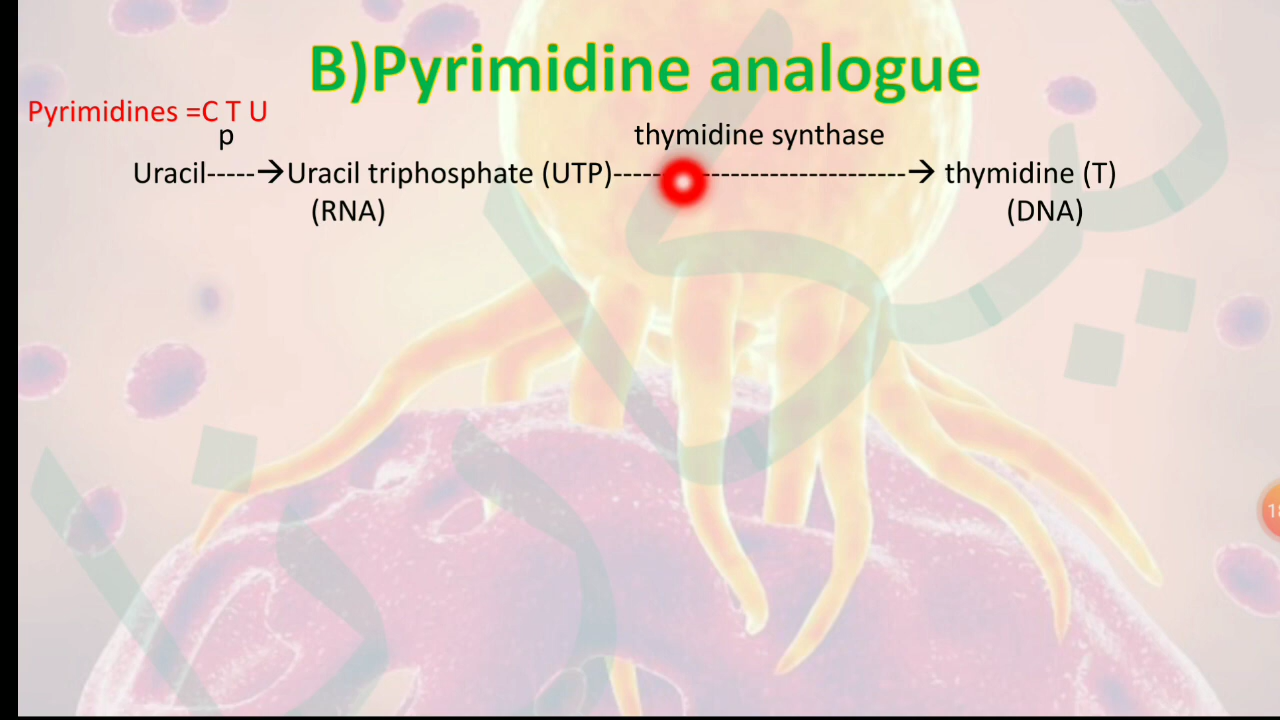 B)Pyrimidine analogue
Pyrimidines =C T U
p
thymidine synthase
Uracil-----→Uracil triphosphate (UTP)-----------------------------→ thymidine (T)
(RNA)
(DNA)